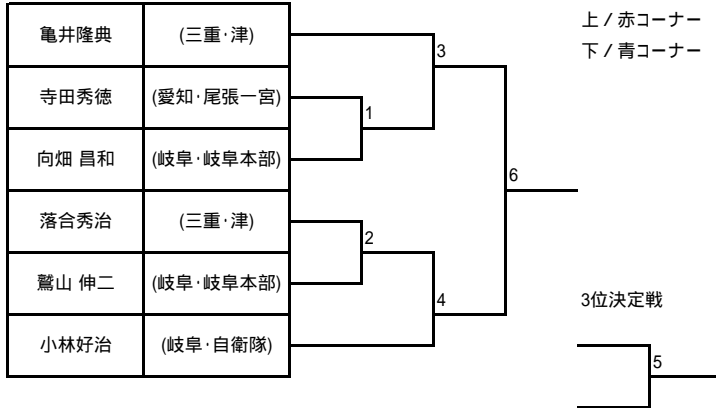 亀井隆典 (三重・津)
寺田秀徳 (愛知・尾張一宮)
向畑 昌和 (岐阜・岐阜本部)
落合秀治 (三重・津)
鷲山 伸二 (岐阜・岐阜本部)
小林好治 (岐阜・自衛隊)
3
1
6
2
4
上 / 赤コーナー
下 / 青コーナー
3位決定戦
5